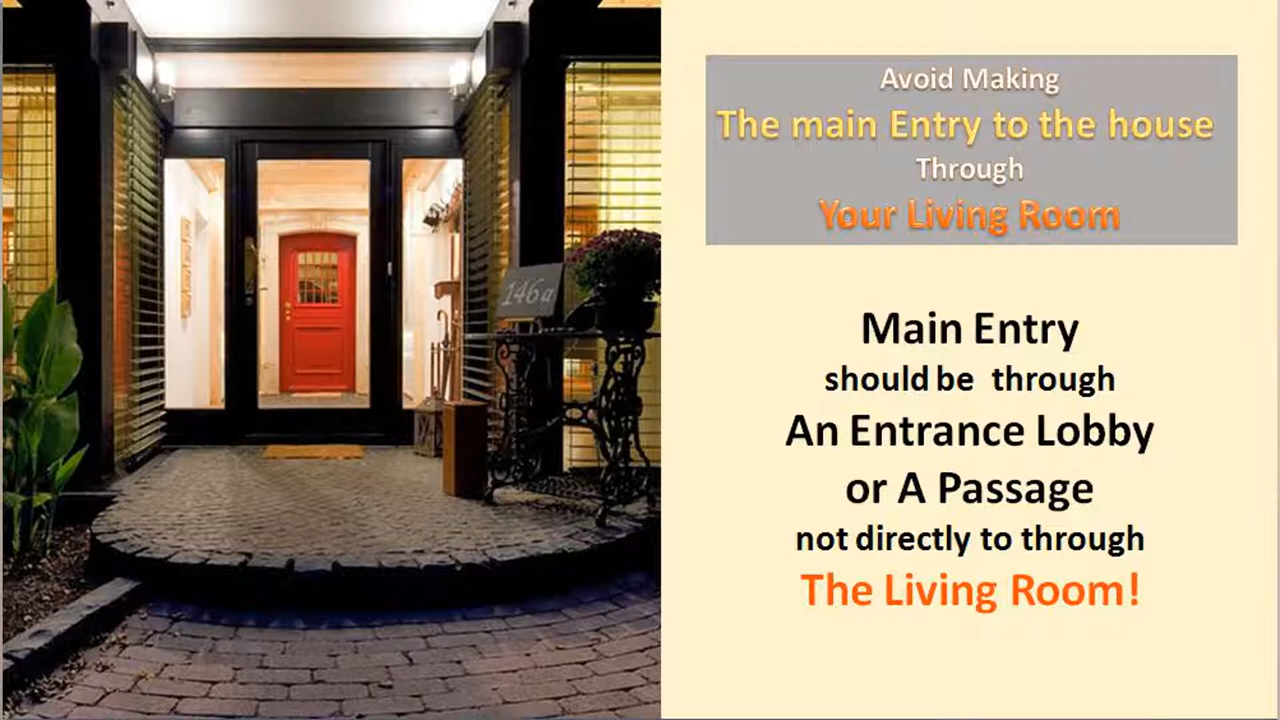 146a
Avoid Making
The main Entry to the house
Through
Your Living Room
Main Entry
should be through
An Entrance Lobby
or A Passage
not directly to through
The Living Room!